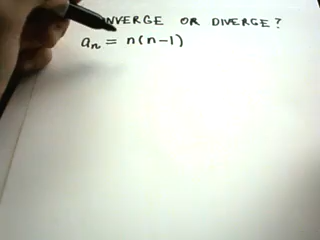 NVERGE OR DIVERGE?
aₙ = n(n-1)